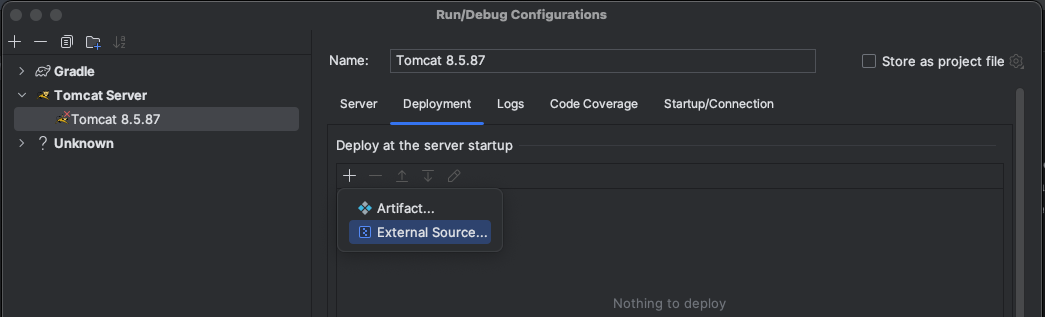 Run/Debug Configurations
Gradle
Tomcat Server
Tomcat 8.5.87
Unknown
Name: Tomcat 8.5.87
Store as project file
Server Deployment Logs Code Coverage Startup/Connection
Deploy at the server startup
Artifact...
External Source...
Nothing to deploy